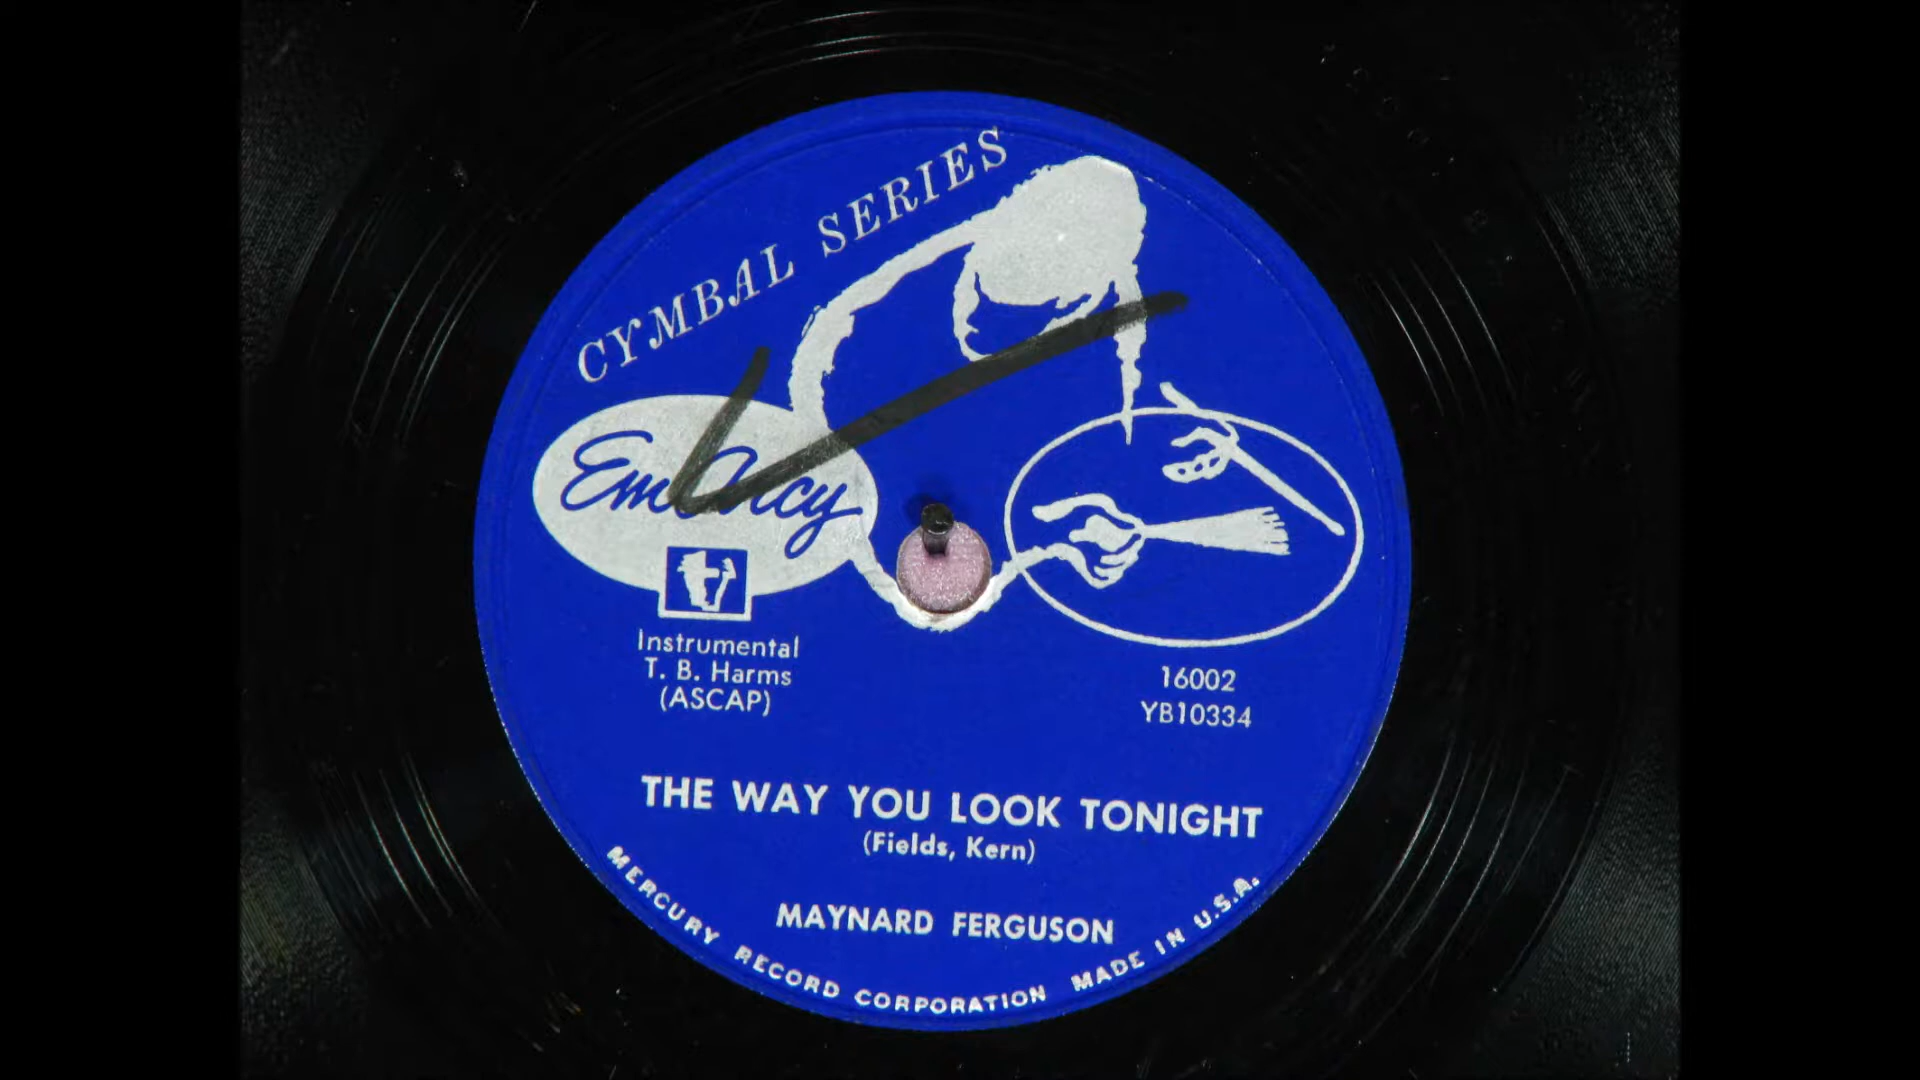 CYMBAL SERIES
EmArcy
Instrumental
T. B. Harms
(ASCAP)
16002
YB10334
THE WAY YOU LOOK TONIGHT
(Fields, Kern)
MAYNARD FERGUSON
MERCURY RECORD CORPORATION MADE IN U.S.A.